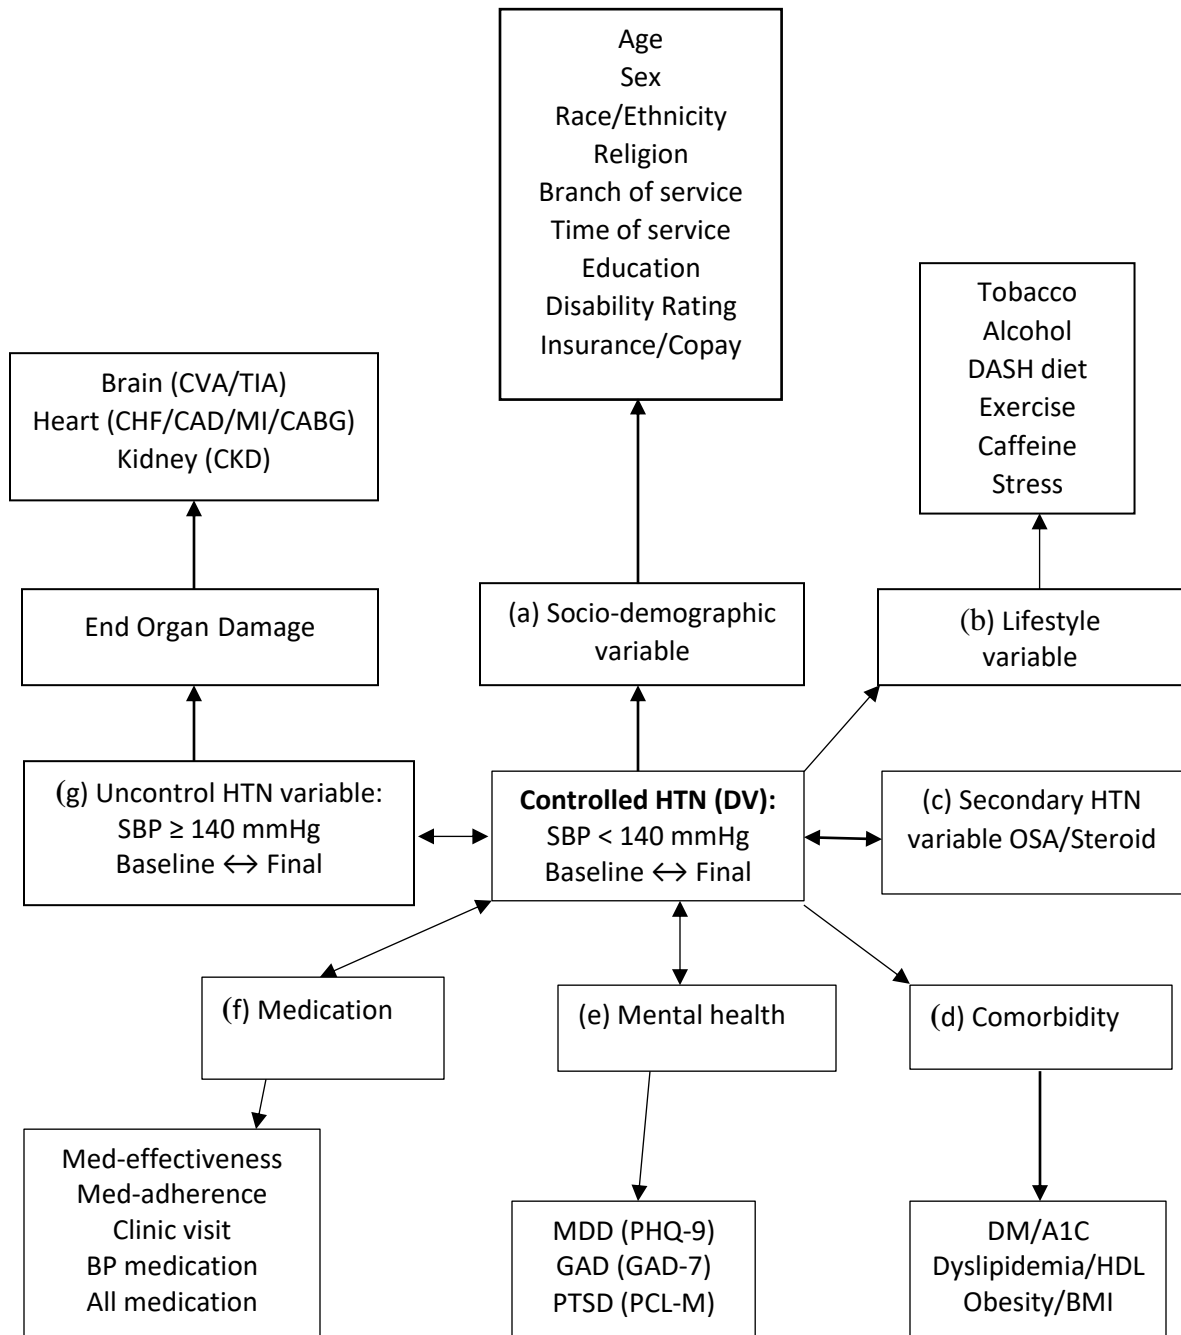 Age
Sex
Race/Ethnicity
Religion
Branch of service
Time of service
Education
Disability Rating
Insurance/Copay
Tobacco
Alcohol
DASH diet
Exercise
Caffeine
Stress
Brain (CVA/TIA)
Heart (CHF/CAD/MI/CABG)
Kidney (CKD)
End Organ Damage
(a) Socio-demographic
variable
(b) Lifestyle
variable
(g) Uncontrol HTN variable:
SBP ≥ 140 mmHg
Baseline ↔ Final
Controlled HTN (DV):
SBP < 140 mmHg
Baseline ↔ Final
(c) Secondary HTN
variable OSA/Steroid
(f) Medication
(e) Mental health
(d) Comorbidity
Med-effectiveness
Med-adherence
Clinic visit
BP medication
All medication
MDD (PHQ-9)
GAD (GAD-7)
PTSD (PCL-M)
DM/A1C
Dyslipidemia/HDL
Obesity/BMI